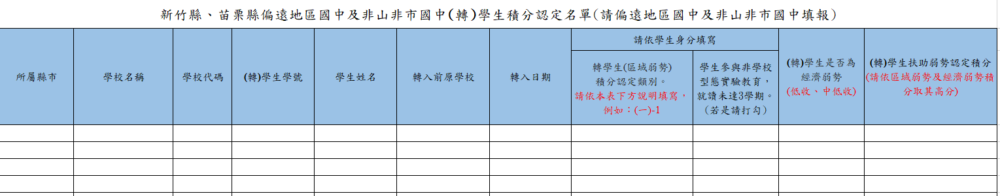 新竹縣、苗栗縣偏遠地區國中及非山非市國中(轉)學生積分認定名單(請偏遠地區國中及非山非市國中填報)
所屬縣市
學校名稱
學校代碼
(轉)學生學號
學生姓名
轉入前原學校
轉入日期
請依學生身分填寫
轉學生(區域弱勢)
積分認定類別。
請依本表下方說明填寫，
例如：(一)-1
學生參與非學校
型態實驗教育，
就讀未達3學期。
（若是請打勾）
(轉)學生是否為
經濟弱勢
(低收、中低收)
(轉)學生扶助弱勢認定積分
(請依區域弱勢及經濟弱勢積
分取其高分)